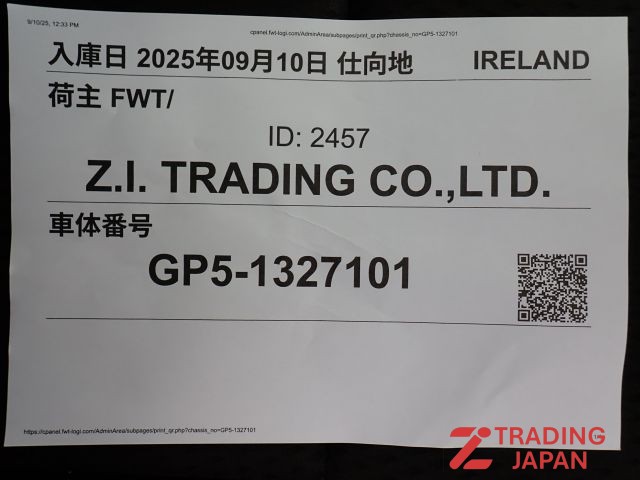 9/10/25, 12:33 PM
cpanel.fwt-logi.com/AdminArea/subpages/print_qr.php?chassis_no=GP5-1327101
入庫日 2025年09月10日 仕向地 IRELAND
荷主 FWT/
ID: 2457
Z.I. TRADING CO.,LTD.
車体番号
GP5-1327101
https://cpanel.fwt-logi.com/AdminArea/subpages/print_qr.php?chassis_no=GP5-1327101
TRADING
JAPAN